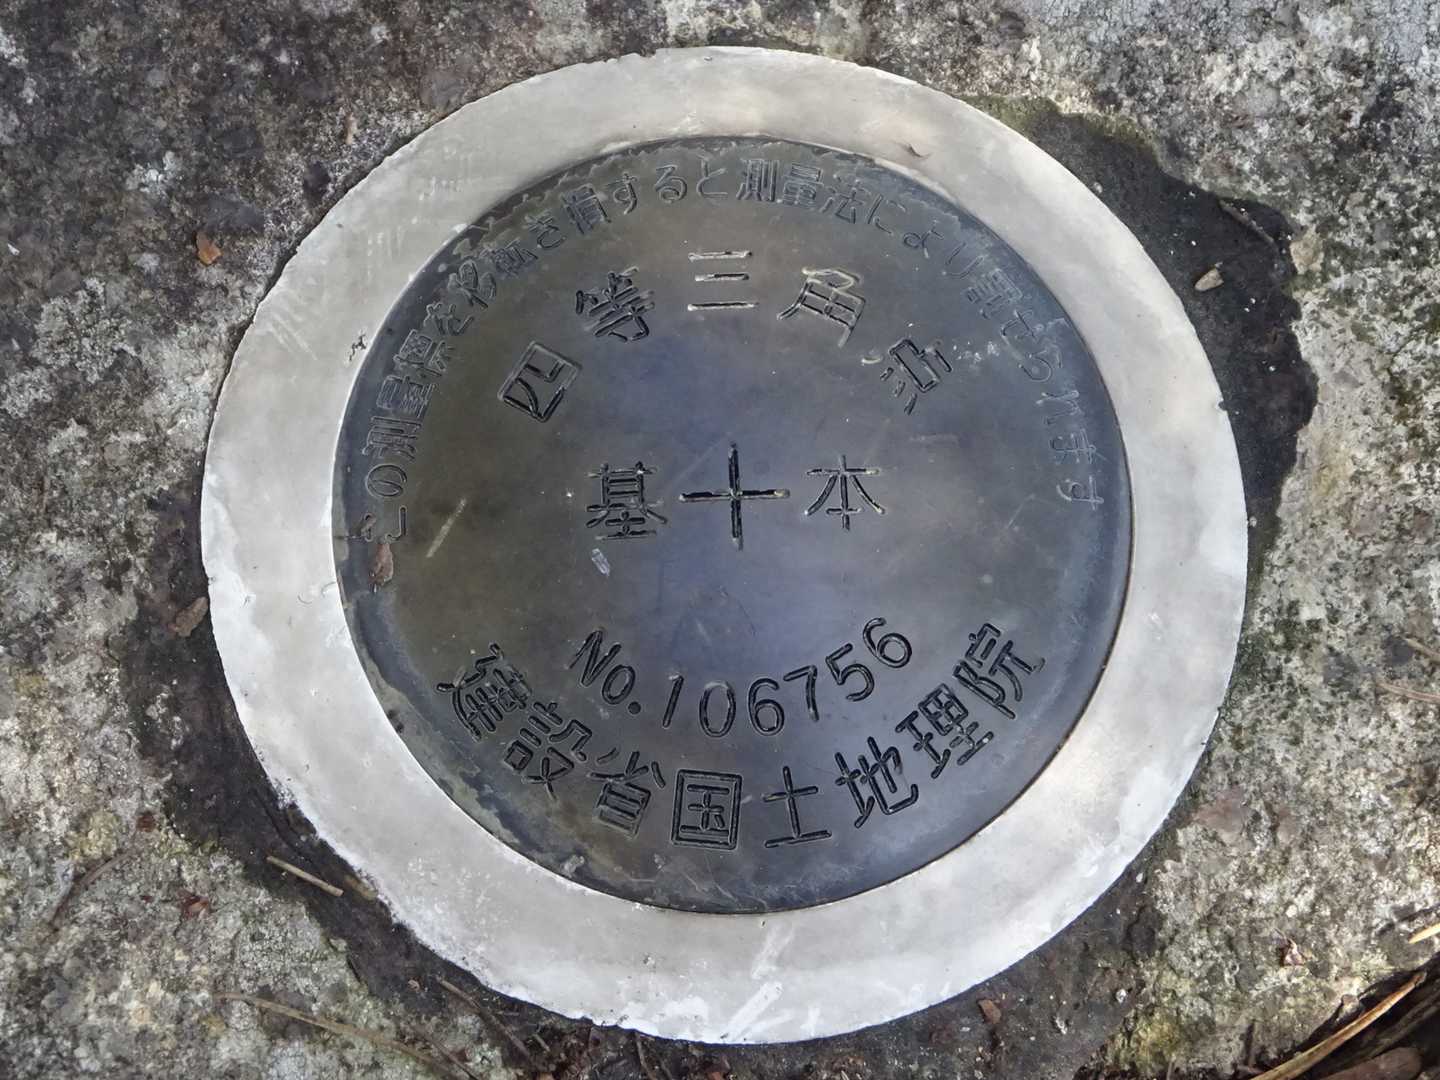 この測量標を移転き損すると測量法により罰せられます
四等三角点
基本
No.106756
建設省国土地理院